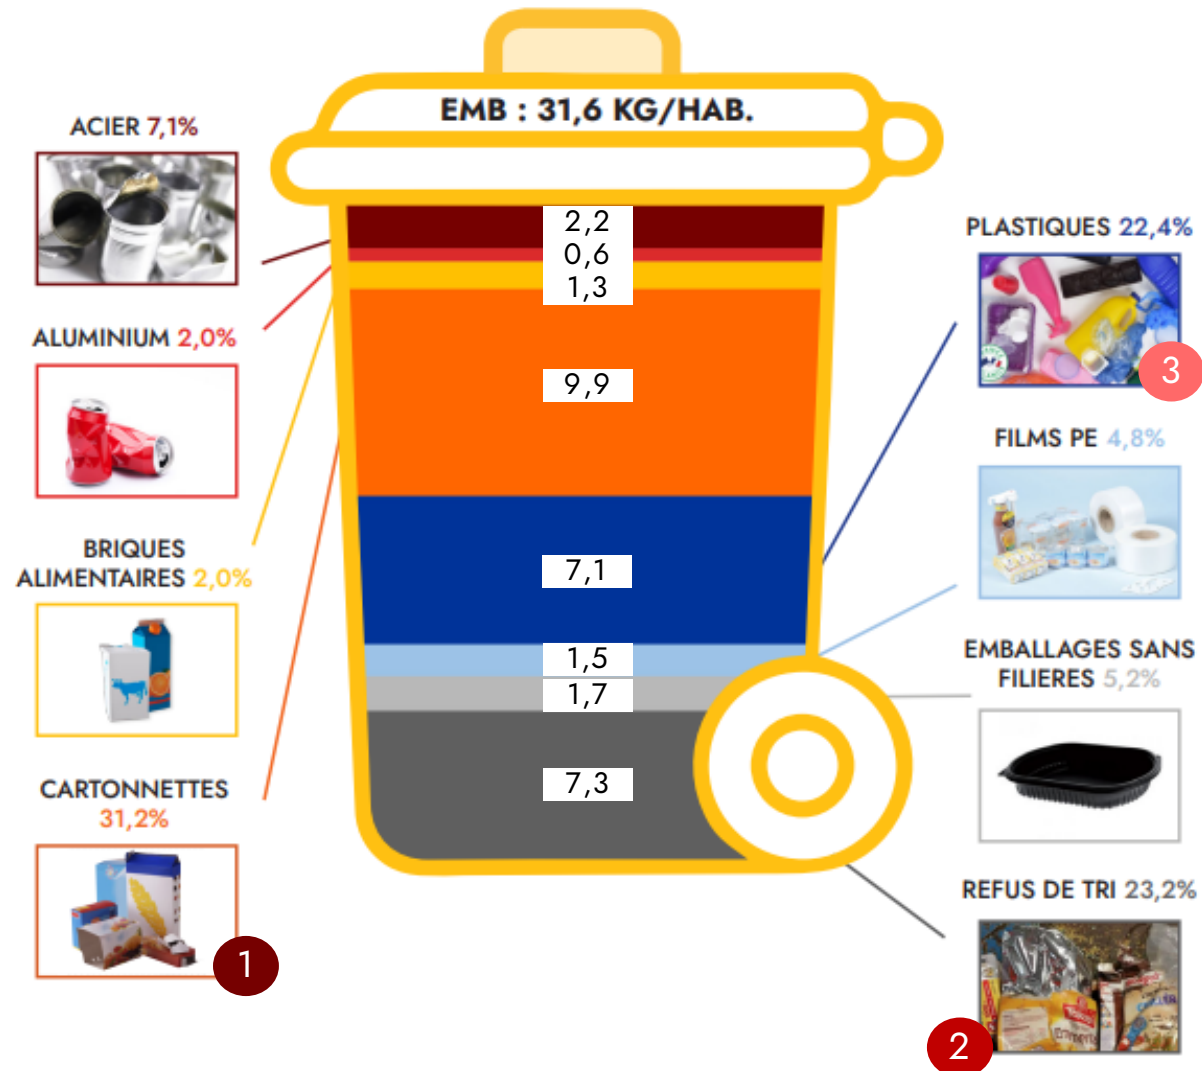 EMB : 31,6 KG/HAB.
ACIER 7,1%
ALUMINIUM 2,0%
BRIQUES
ALIMENTAIRES 2,0%
CARTONNETTES
31,2%
1
2,2
0,6
1,3
9,9
7,1
1,5
1,7
7,3
PLASTIQUES 22,4%
3
FILMS PE 4,8%
EMBALLAGES SANS
FILIERES 5,2%
REFUS DE TRI 23,2%
2